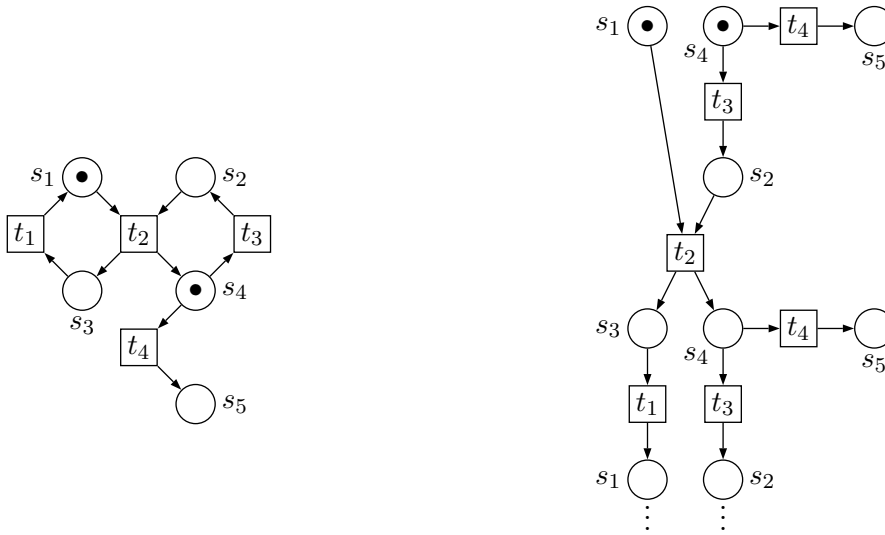 s1 s2
t1 t2 t3
s3 s4
t4
s5
s1 s4 t4 s5
t3
s2
t2
s3 s4 t4 s5
t1 t3
s1 s2